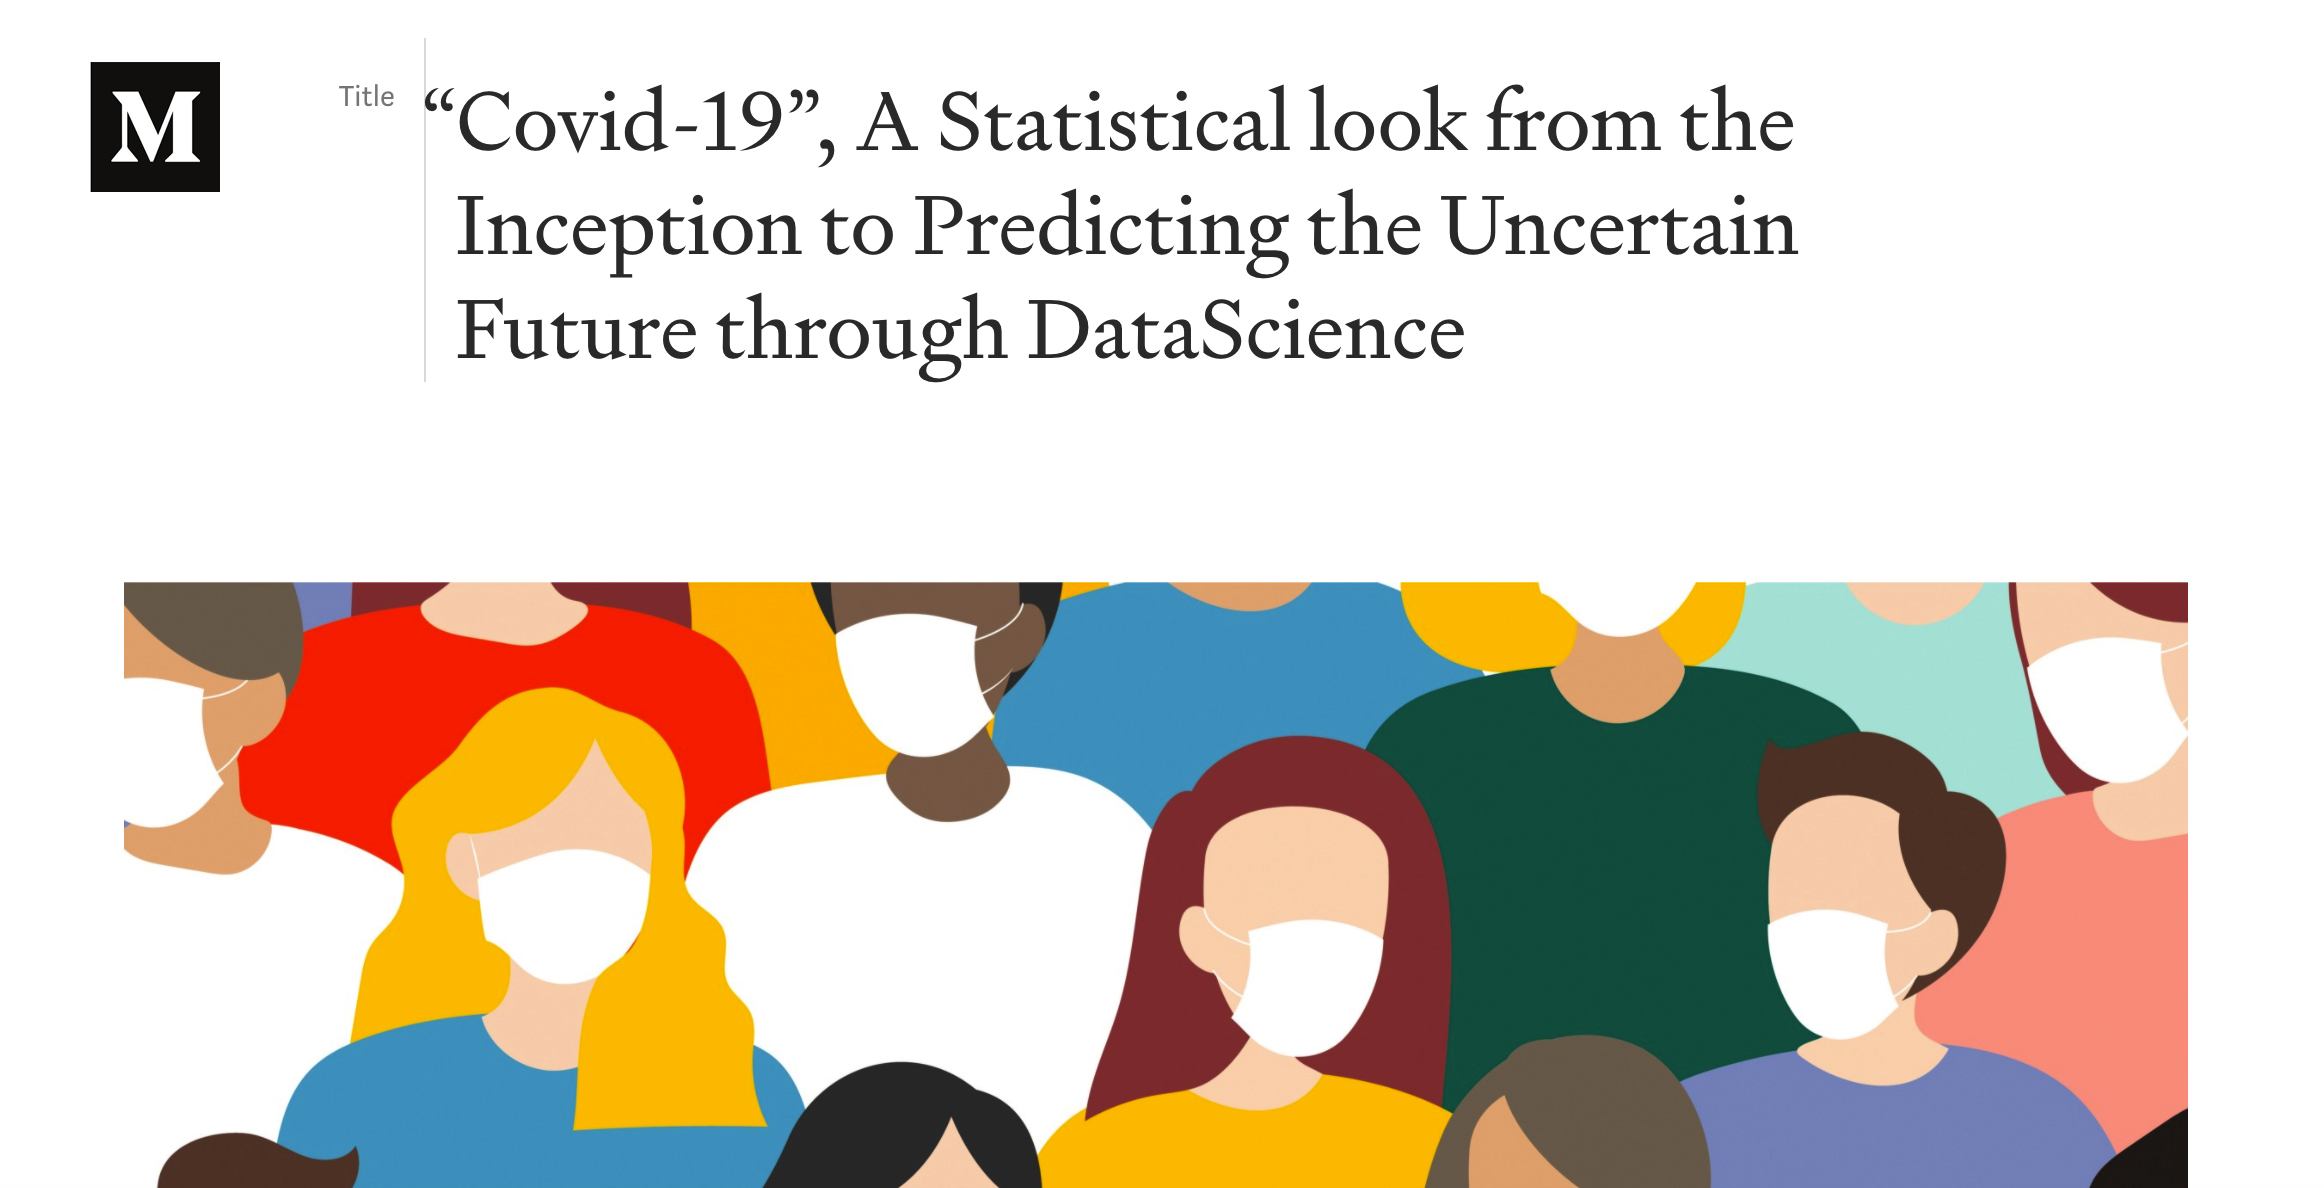 M
Title
“Covid-19”, A Statistical look from the
Inception to Predicting the Uncertain
Future through DataScience